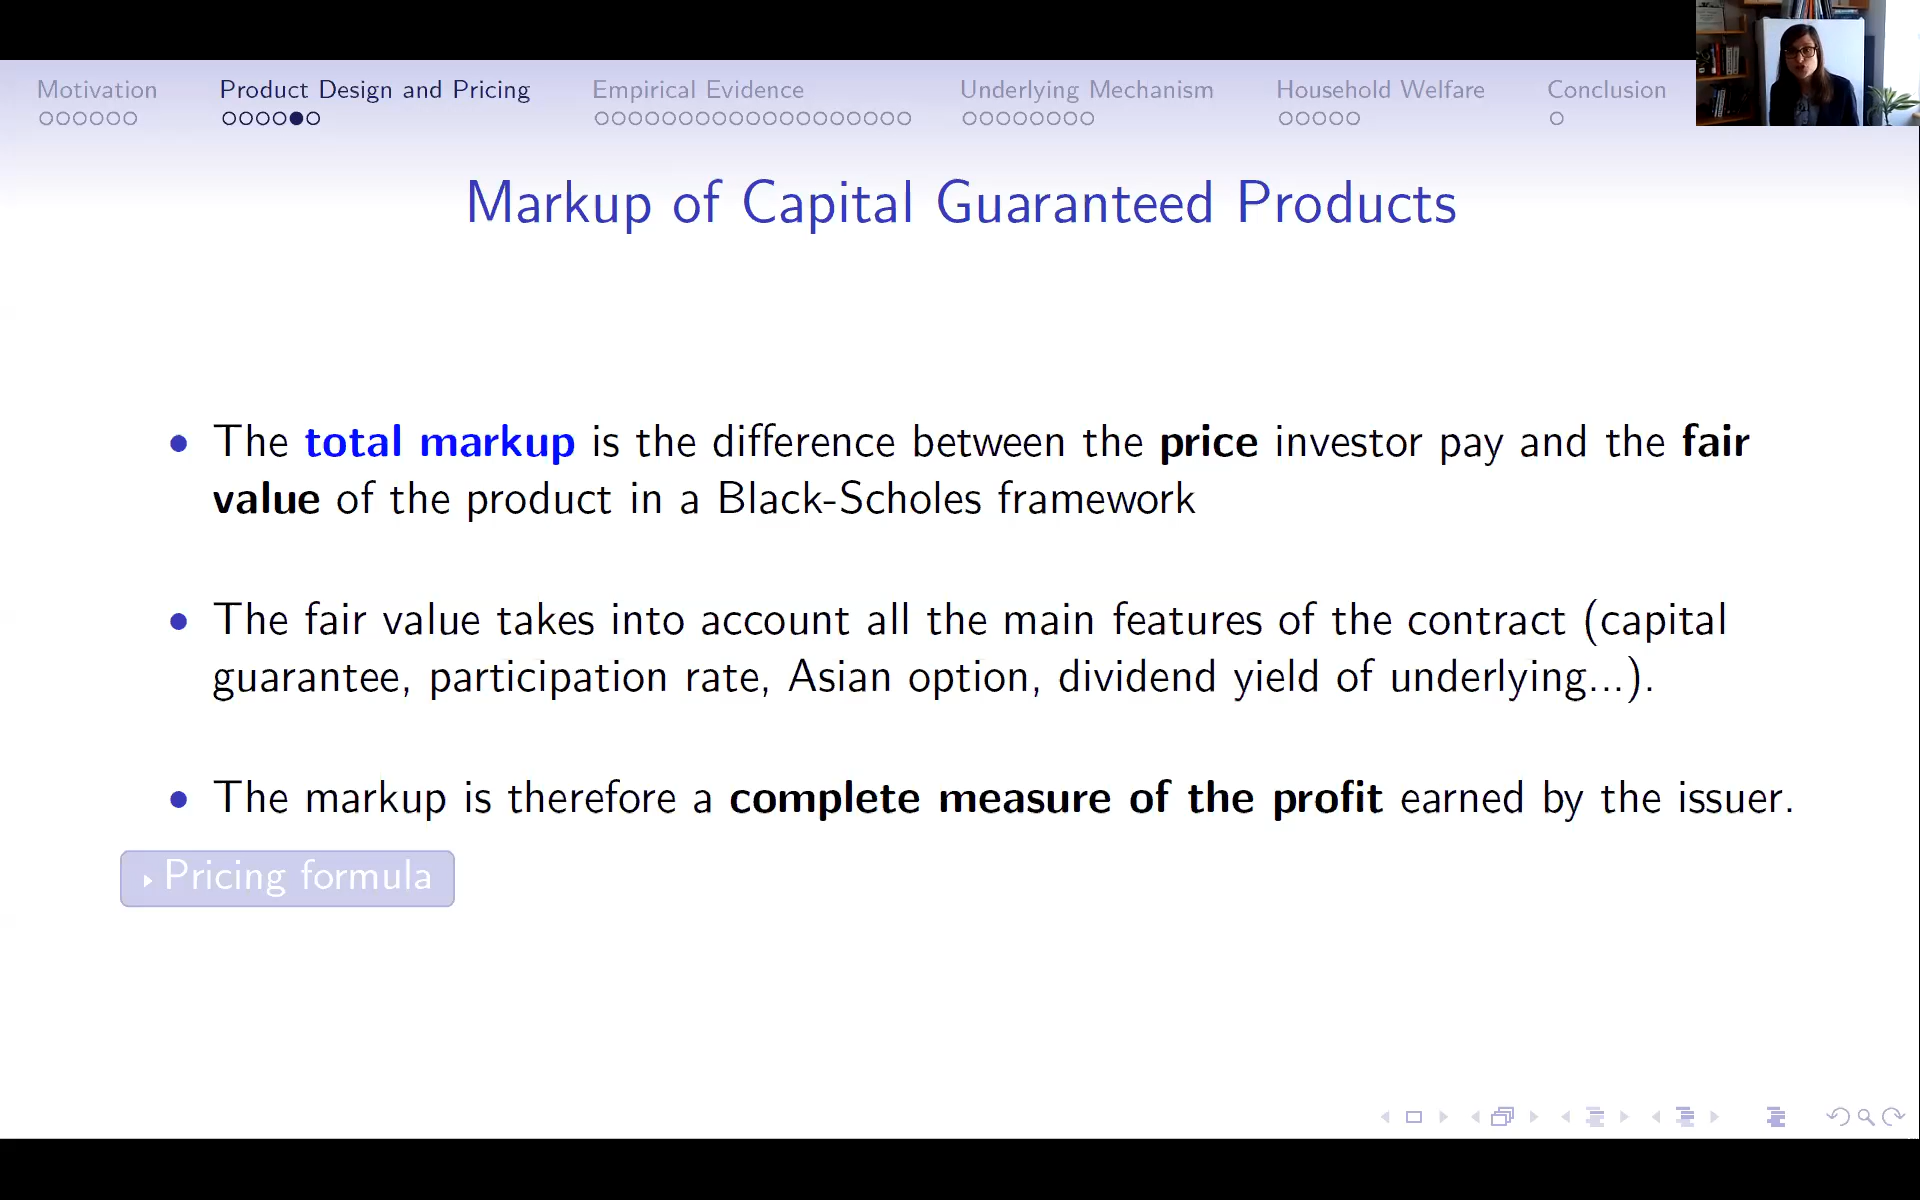 Motivation Product Design and Pricing Empirical Evidence Underlying Mechanism Household Welfare Conclusion
Markup of Capital Guaranteed Products
The total markup is the difference between the price investor pay and the fair
value of the product in a Black-Scholes framework
The fair value takes into account all the main features of the contract (capital
guarantee, participation rate, Asian option, dividend yield of underlying...).
The markup is therefore a complete measure of the profit earned by the issuer.
Pricing formula